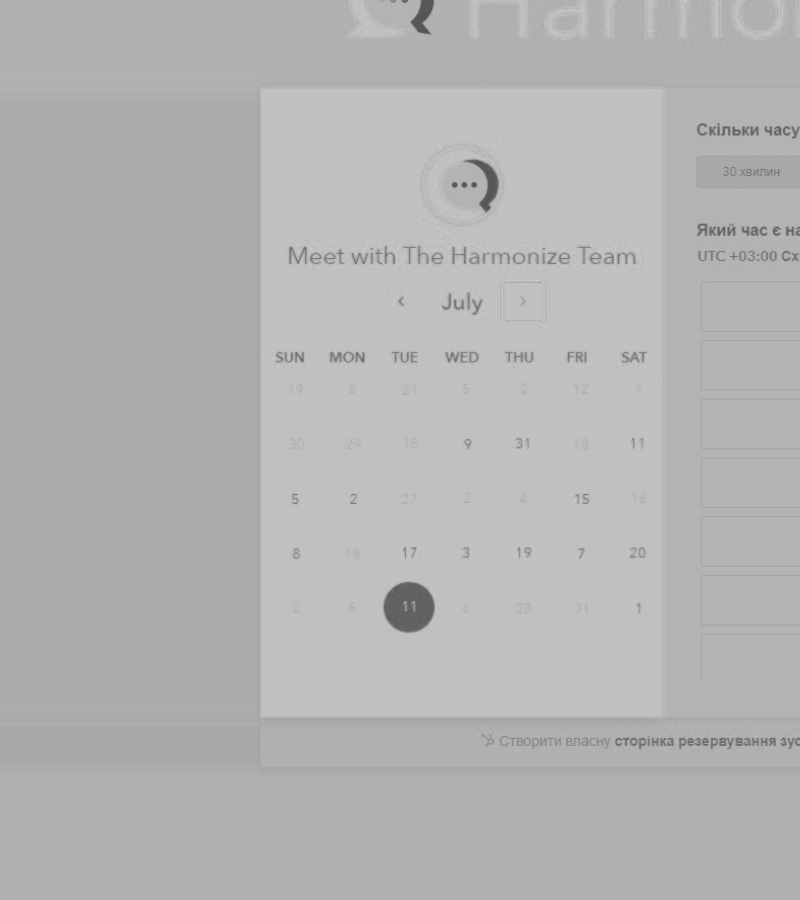 Harmo
Meet with The Harmonize Team
July
SUN MON TUE WED THU FRI SAT
19 5 21 5 2 12 7
30 29 15 9 31 18 11
5 2 27 2 4 15 16
8 18 17 3 19 7 20
2 5 11 6 28 31 1
Скільки часу
30 хвилин
Який час є на
UTC +03:00 Сх
Створити власну сторінка резервування зус